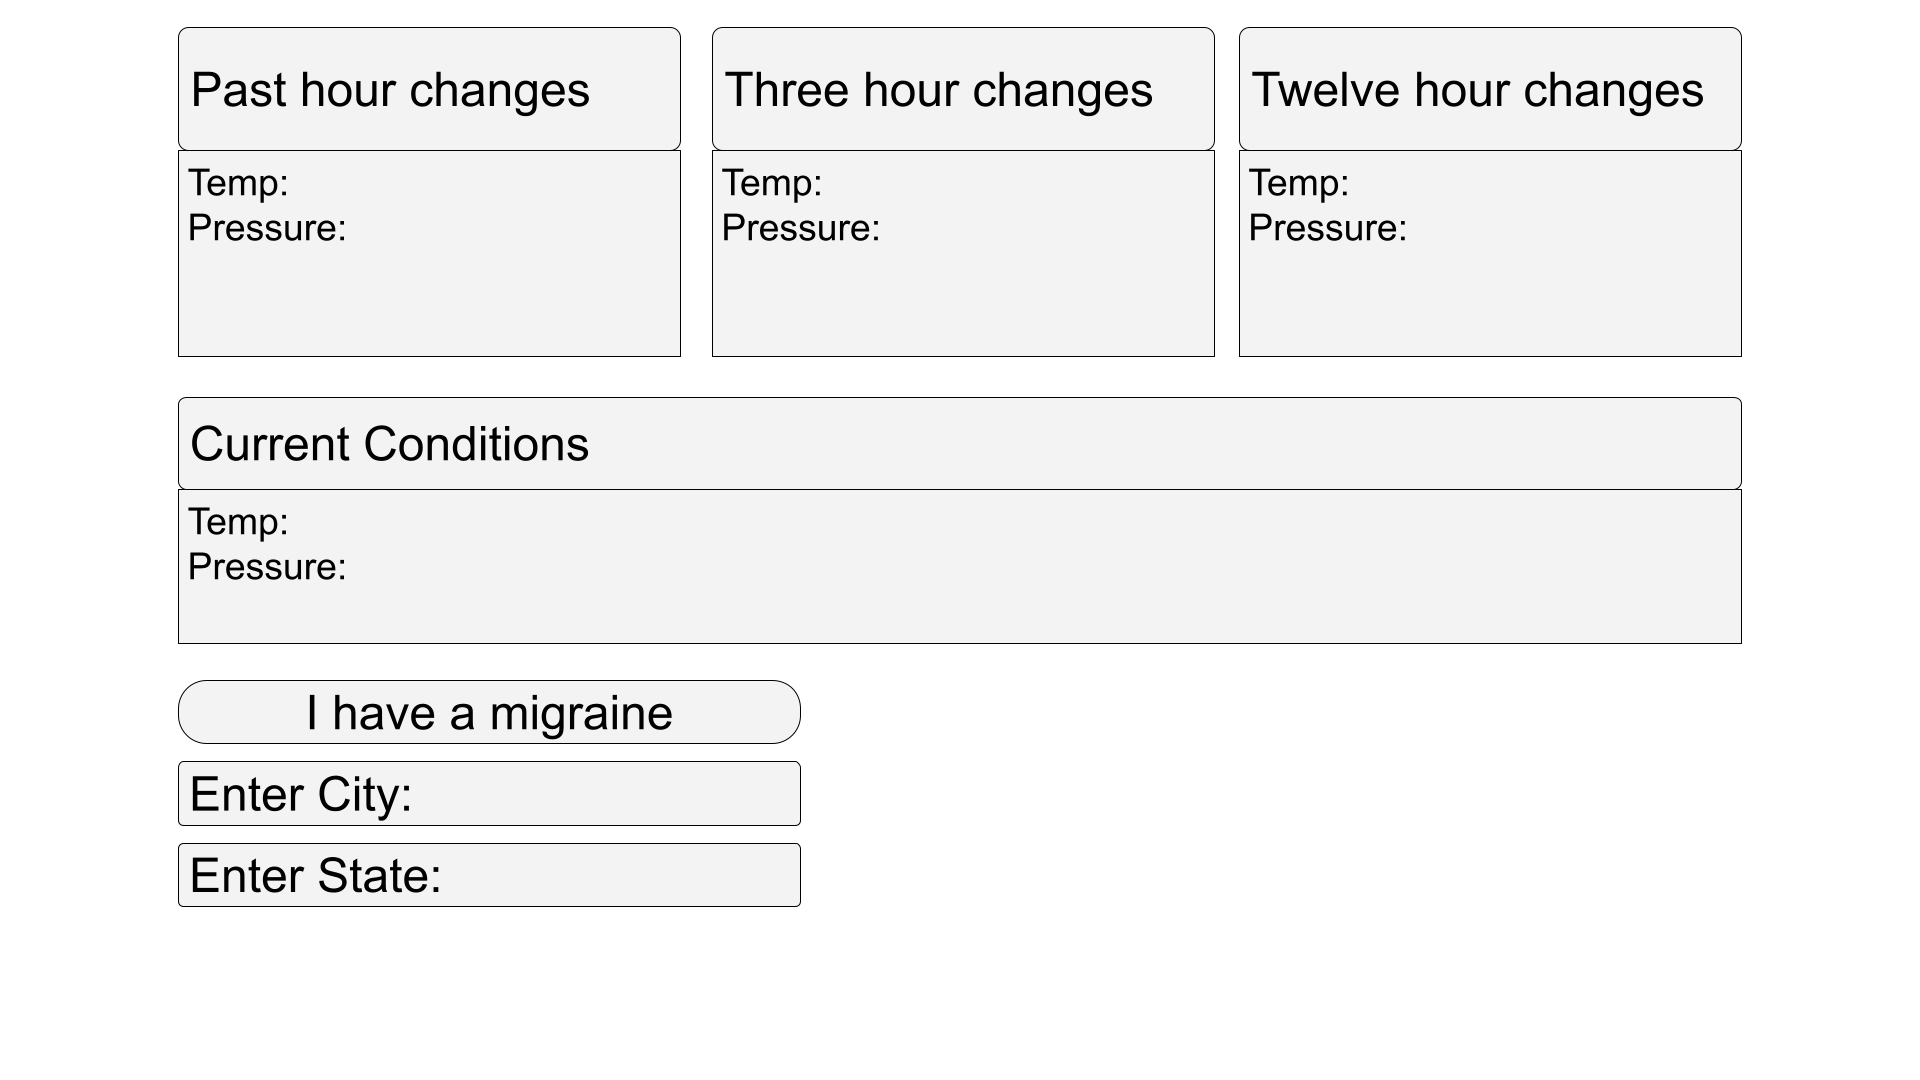 Past hour changes
Temp:
Pressure:
Three hour changes
Temp:
Pressure:
Twelve hour changes
Temp:
Pressure:
Current Conditions
Temp:
Pressure:
I have a migraine
Enter City:
Enter State: